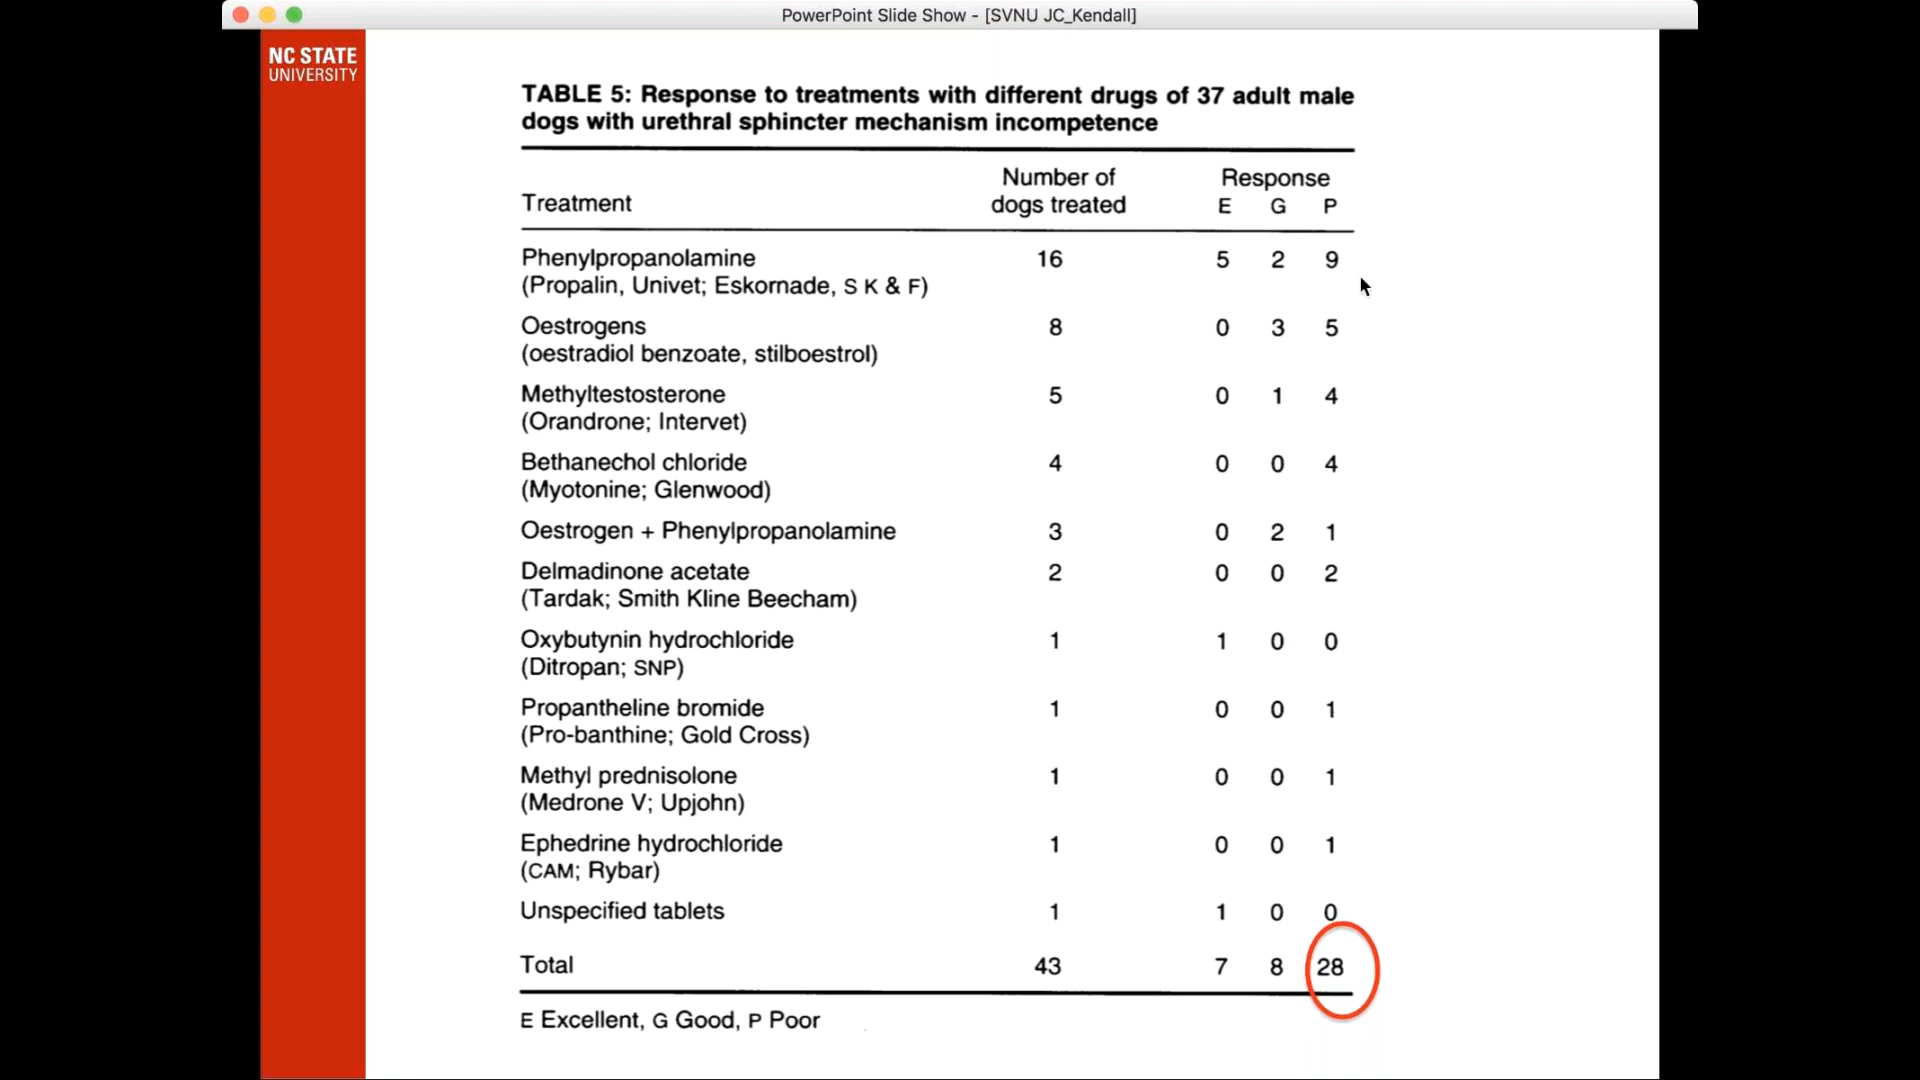 PowerPoint Slide Show - [SVNU JC_Kendall]
NC STATE
UNIVERSITY
TABLE 5: Response to treatments with different drugs of 37 adult male
dogs with urethral sphincter mechanism incompetence
Number of Response
Treatment dogs treated E G P
Phenylpropanolamine 16 5 2 9
(Propalin, Univet; Eskornade, S K & F)
Oestrogens 8 0 3 5
(oestradiol benzoate, stilboestrol)
Methyltestosterone 5 0 1 4
(Orandrone; Intervet)
Bethanechol chloride 4 0 0 4
(Myotonine; Glenwood)
Oestrogen + Phenylpropanolamine 3 0 2 1
Delmadinone acetate 2 0 0 2
(Tardak; Smith Kline Beecham)
Oxybutynin hydrochloride 1 1 0 0
(Ditropan; SNP)
Propantheline bromide 1 0 0 1
(Pro-banthine; Gold Cross)
Methyl prednisolone 1 0 0 1
(Medrone V; Upjohn)
Ephedrine hydrochloride 1 0 0 1
(CAM; Rybar)
Unspecified tablets 1 1 0 0
Total 43 7 8 28
E Excellent, G Good, P Poor